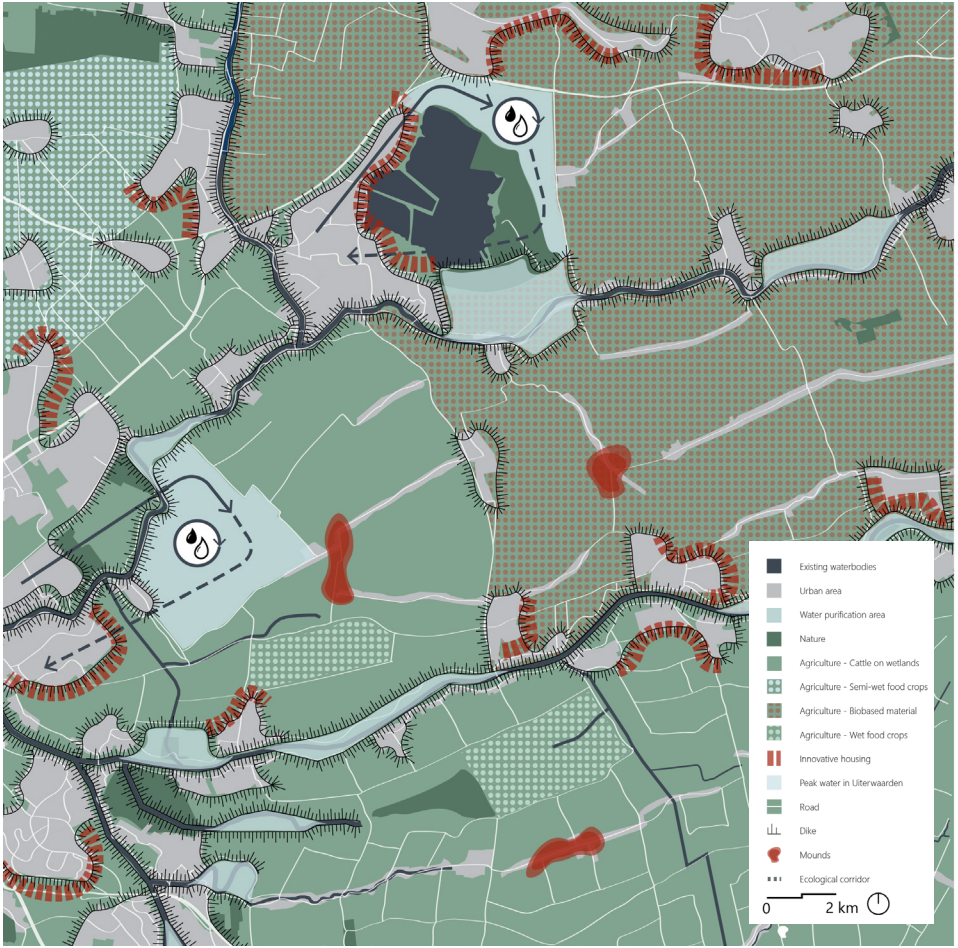 Existing waterbodies
Urban area
Water purification area
Nature
Agriculture - Cattle on wetlands
Agriculture - Semi-wet food crops
Agriculture - Biobased material
Agriculture - Wet food crops
Innovative housing
Peak water in Uiterwaarden
Road
Dike
Mounds
Ecological corridor
0 2 km